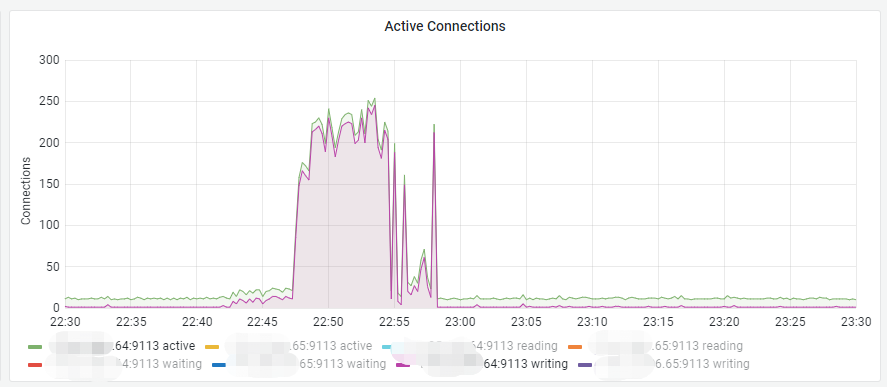 Active Connections
300
250
200
150
100
50
0
Connections
22:30 22:35 22:40 22:45 22:50 22:55 23:00 23:05 23:10 23:15 23:20 23:25 23:30
.64:9113 active .65:9113 active 64:9113 reading .65:9113 reading
64:9113 waiting 65:9113 waiting 64:9113 writing 6.65:9113 writing